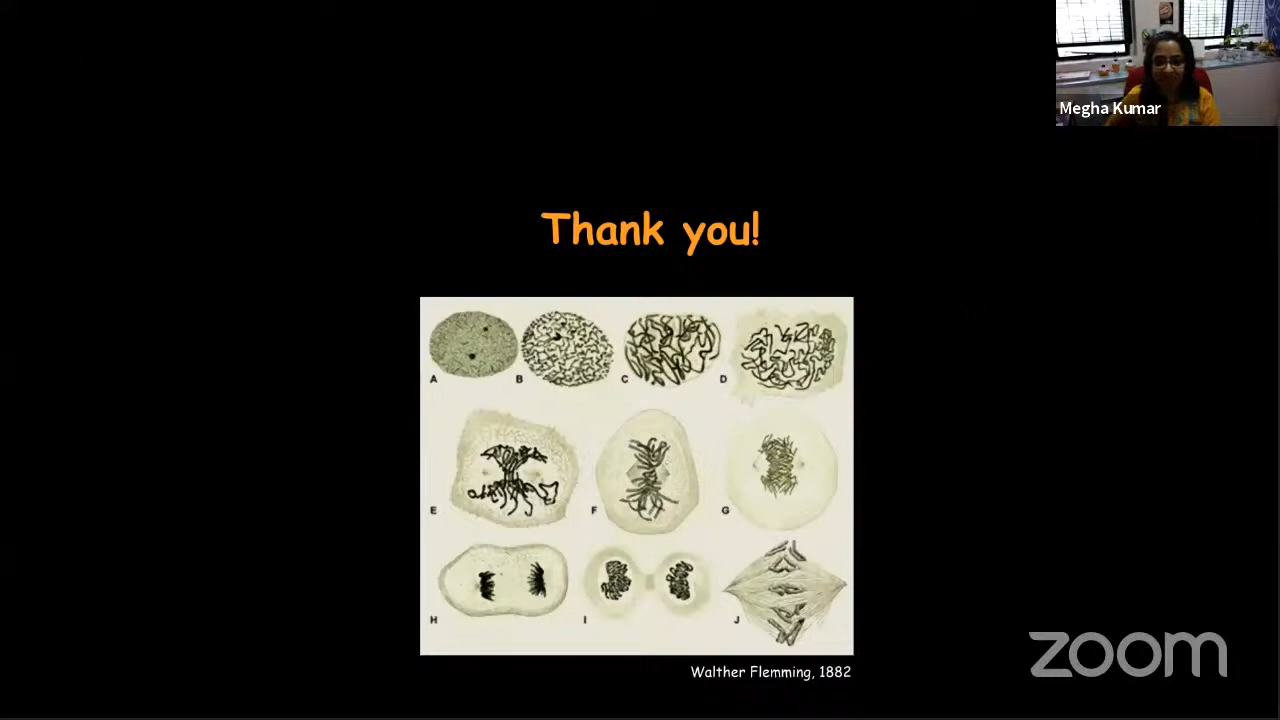 Megha Kumar
Thank you!
A B C D
E F G
H I J
Walther Flemming, 1882
zoom